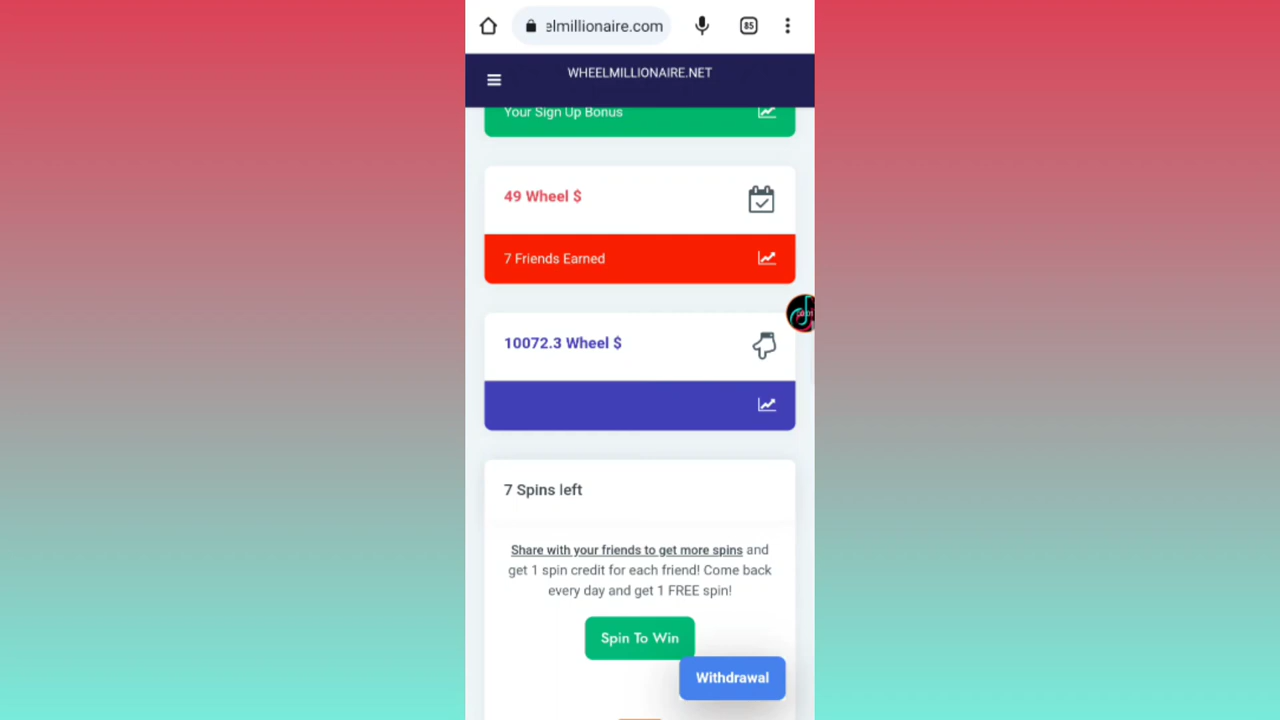 elmillionaire.com
85
WHEELMILLIONAIRE.NET
Your Sign Up Bonus
49 Wheel $
7 Friends Earned
10072.3 Wheel $
7 Spins left
Share with your friends to get more spins and
get 1 spin credit for each friend! Come back
every day and get 1 FREE spin!
Spin To Win
Withdrawal